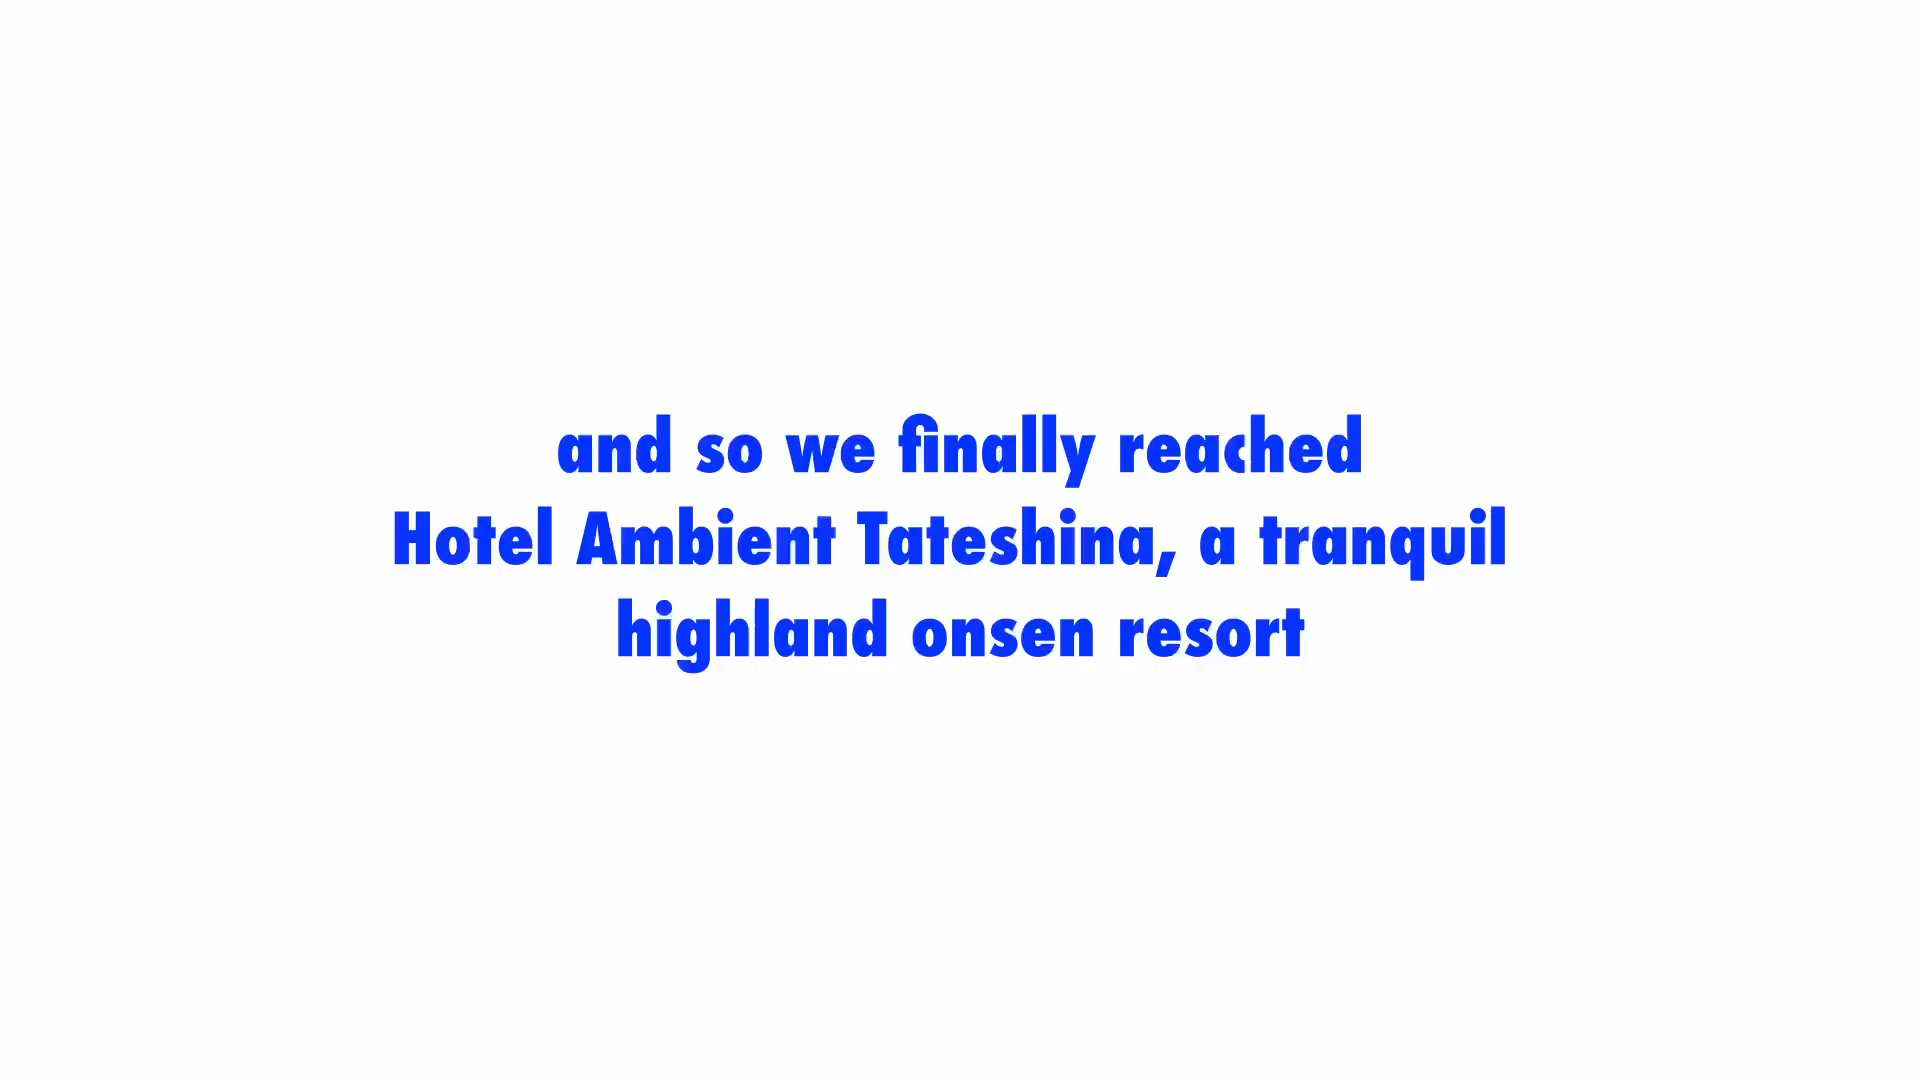 and so we finally reached
Hotel Ambient Tateshina, a tranquil
highland onsen resort